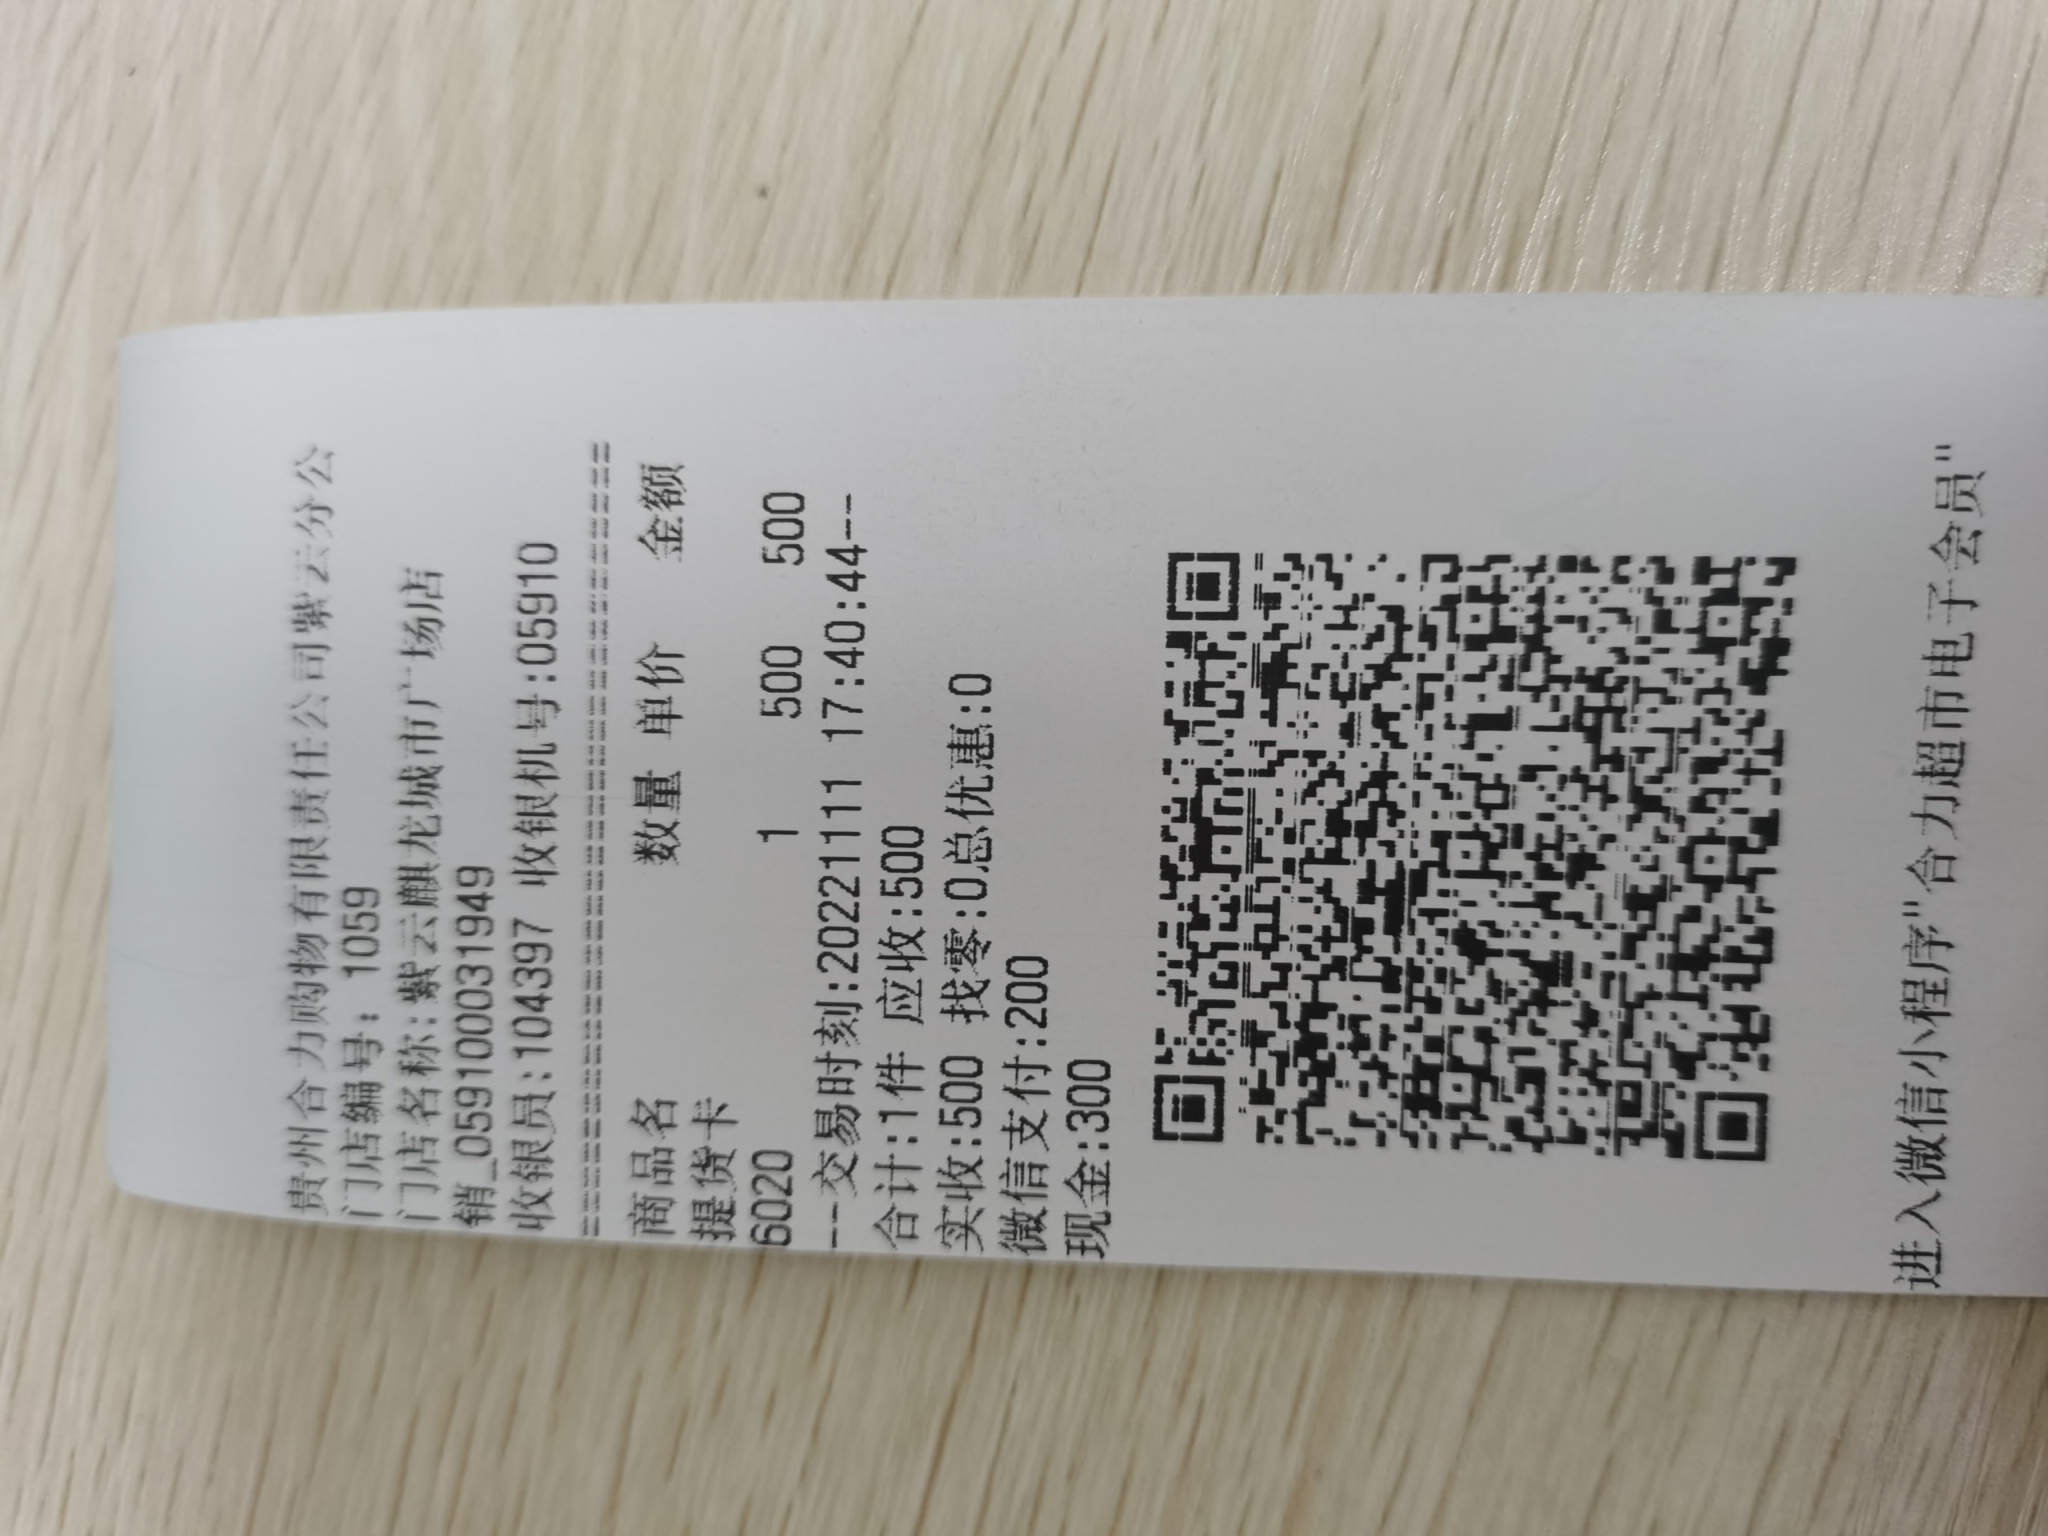 贵州合力购物有限责任公司紫云分公
门店编号: 1059
门店名称:紫云麒龙城市广场店
销_0591000031949
收银员:104397 收银机号:05910
================================
商品名 数量 单价 金额
提货卡
6020 1 500 500
--交易时刻:20221111 17:40:44--
合计:1件 应收:500
实收:500 找零:0总优惠:0
微信支付:200
现金:300
进入微信小程序"合力超市电子会员"